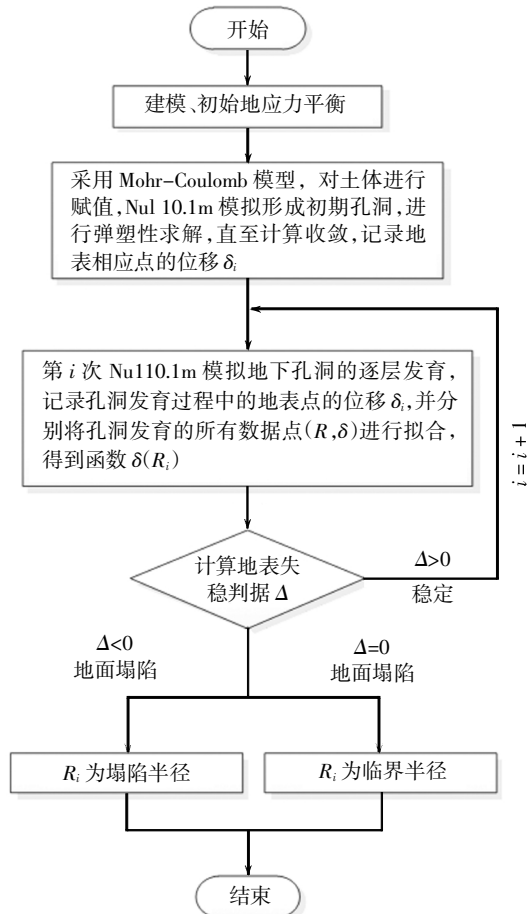 开始
建模、初始地应力平衡
采用 Mohr-Coulomb 模型，对土体进行
赋值,Nul 10.1m 模拟形成初期孔洞,进
行弹塑性求解,直至计算收敛,记录地
表相应点的位移 δi
第 i 次 Nu110.1m 模拟地下孔洞的逐层发育,
记录孔洞发育过程中的地表点的位移 δi,并分
别将孔洞发育的所有数据点(R,δ)进行拟合,
得到函数 δ(Ri)
i=i+1
计算地表失
稳判据 Δ
Δ>0
稳定
Δ<0
地面塌陷
Δ=0
地面塌陷
Ri 为塌陷半径
Ri 为临界半径
结束